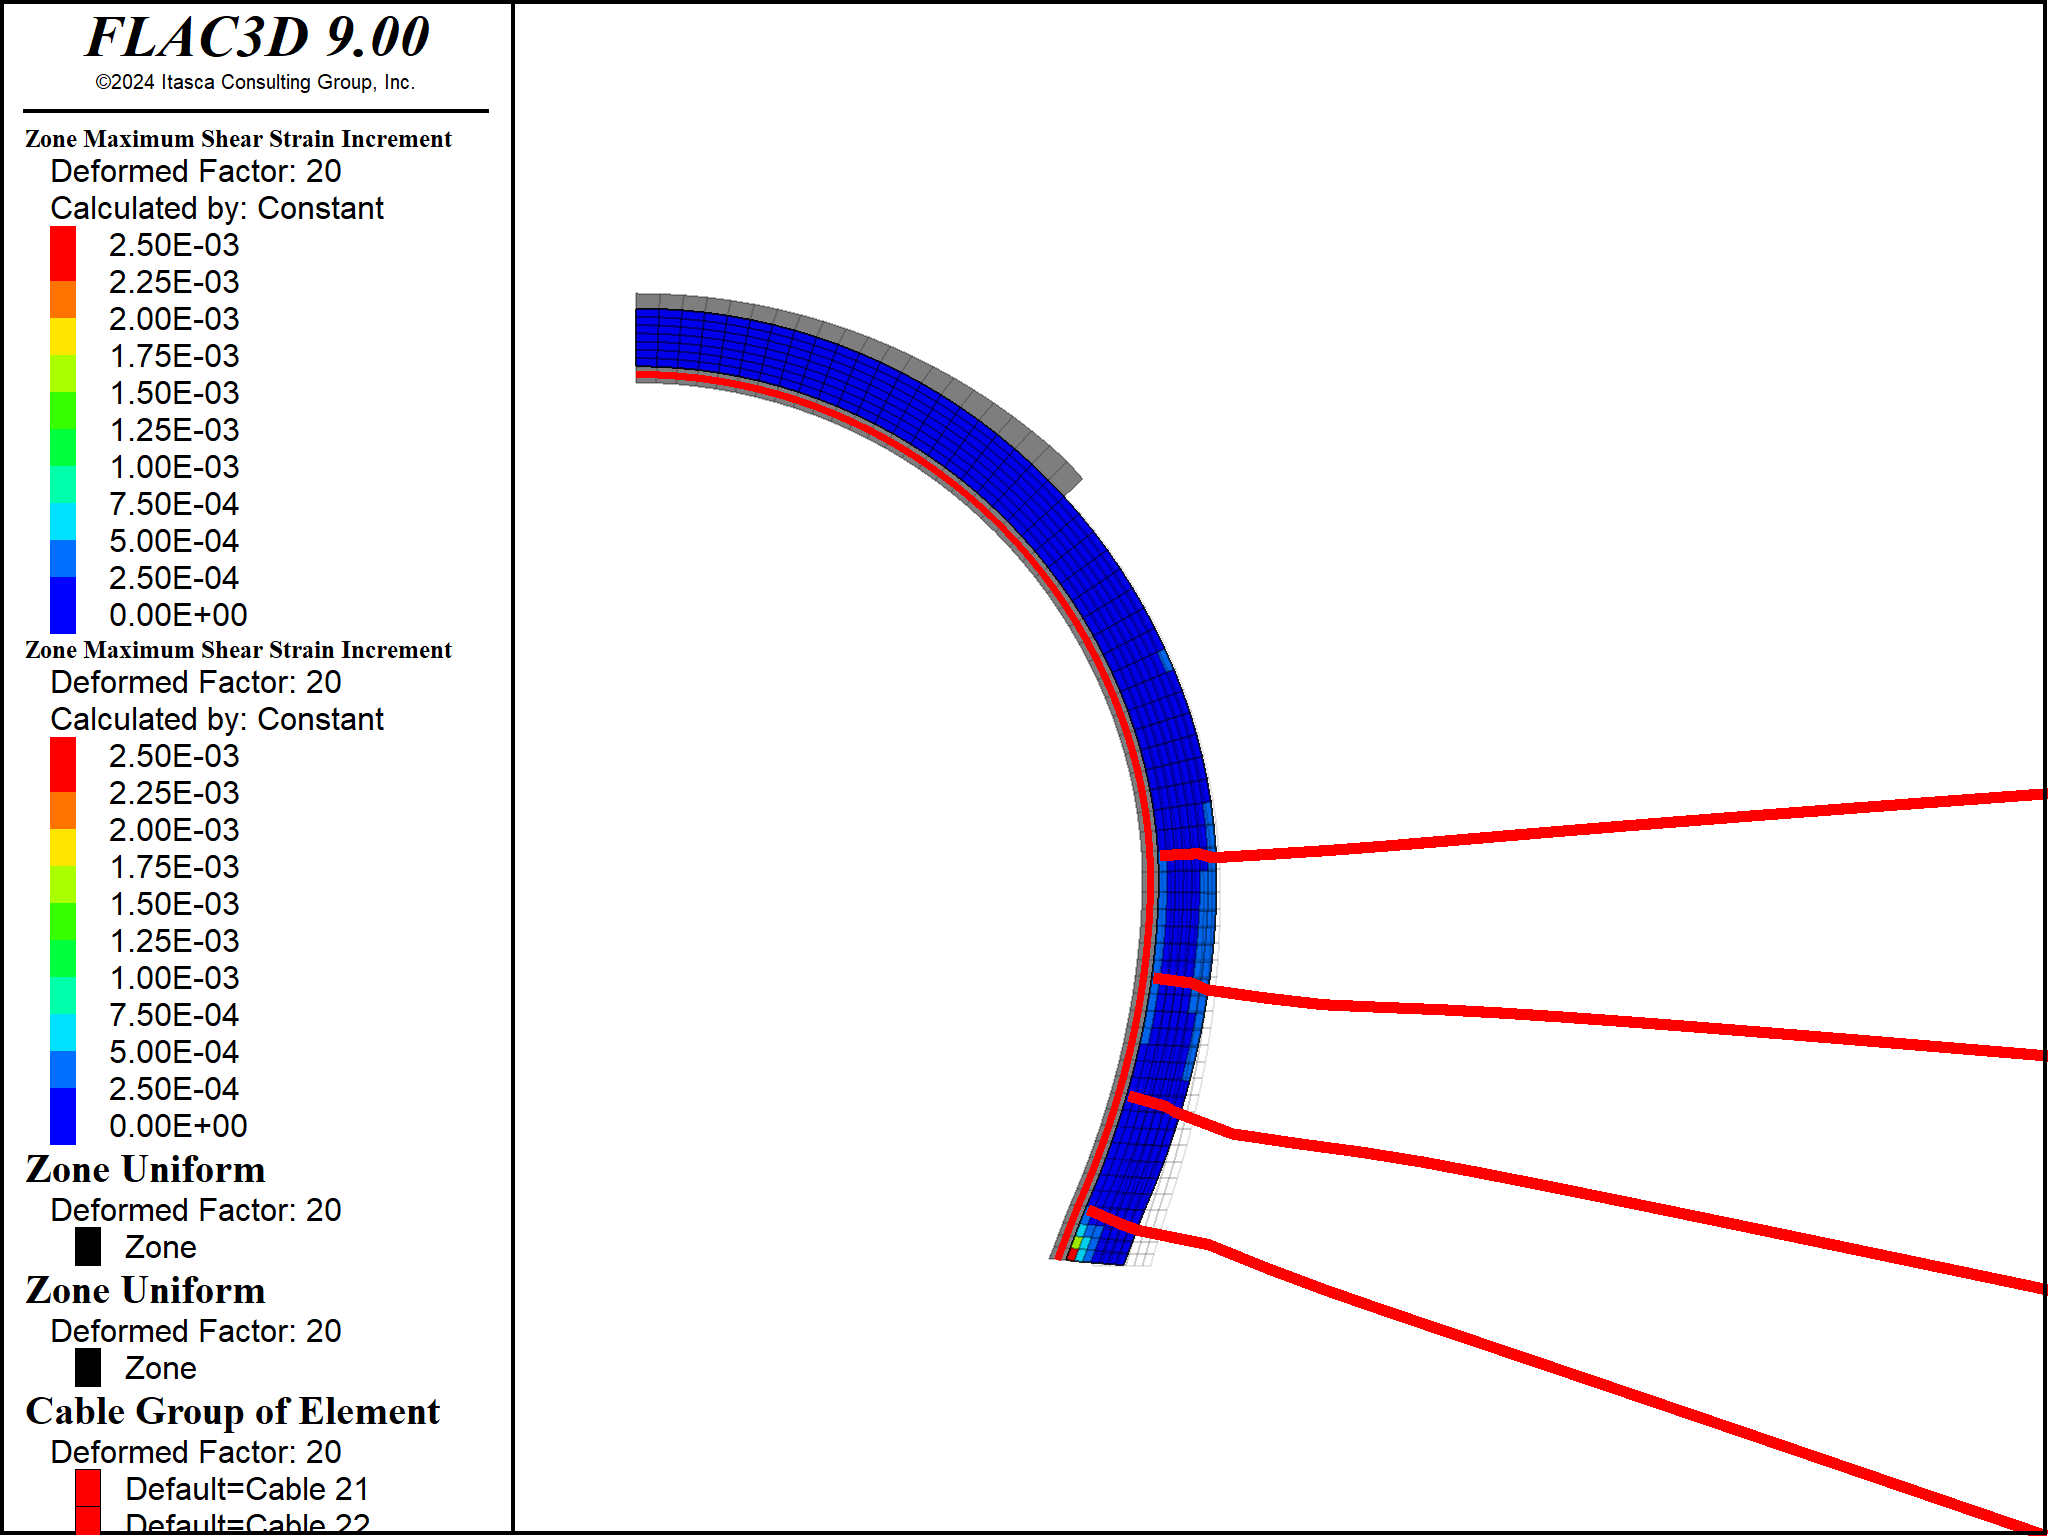 FLAC3D 9.00
©2024 Itasca Consulting Group, Inc.
Zone Maximum Shear Strain Increment
Deformed Factor: 20
Calculated by: Constant
2.50E-03
2.25E-03
2.00E-03
1.75E-03
1.50E-03
1.25E-03
1.00E-03
7.50E-04
5.00E-04
2.50E-04
0.00E+00
Zone Maximum Shear Strain Increment
Deformed Factor: 20
Calculated by: Constant
2.50E-03
2.25E-03
2.00E-03
1.75E-03
1.50E-03
1.25E-03
1.00E-03
7.50E-04
5.00E-04
2.50E-04
0.00E+00
Zone Uniform
Deformed Factor: 20
Zone
Zone Uniform
Deformed Factor: 20
Zone
Cable Group of Element
Deformed Factor: 20
Default=Cable 21
Default=Cable 22